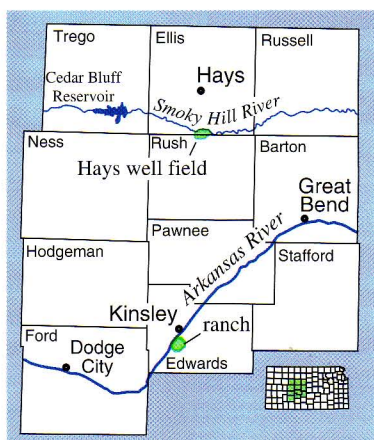 Trego
Ellis
Russell
Cedar Bluff
Reservoir
Hays
Smoky Hill River
Ness
Rush
Barton
Hays well field
Great
Bend
Pawnee
Arkansas River
Hodgeman
Stafford
Kinsley
ranch
Ford
Dodge
City
Edwards